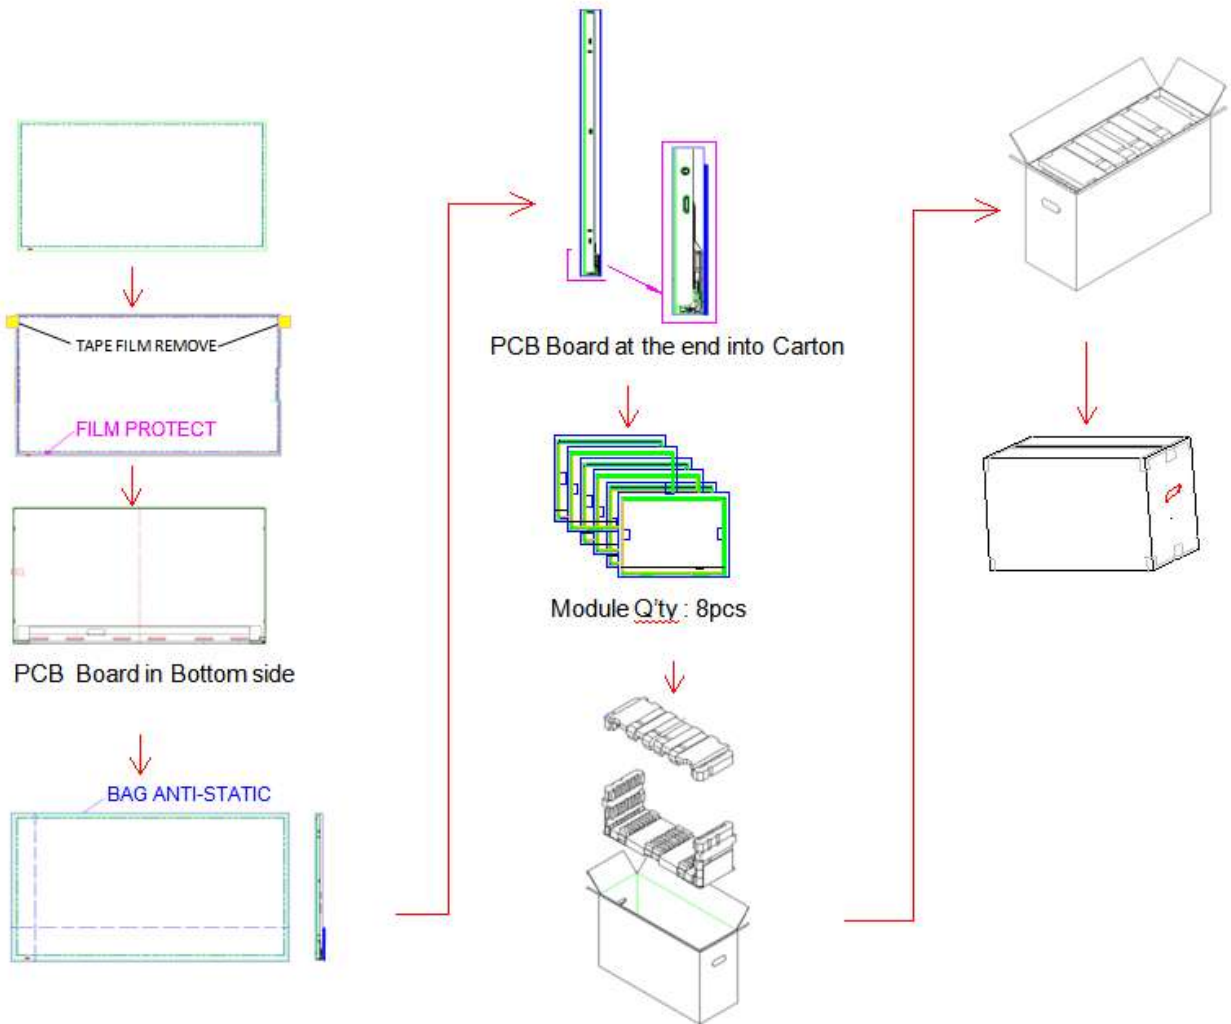 TAPE FILM REMOVE
FILM PROTECT
PCB Board in Bottom side
BAG ANTI-STATIC
PCB Board at the end into Carton
Module Q'ty : 8pcs